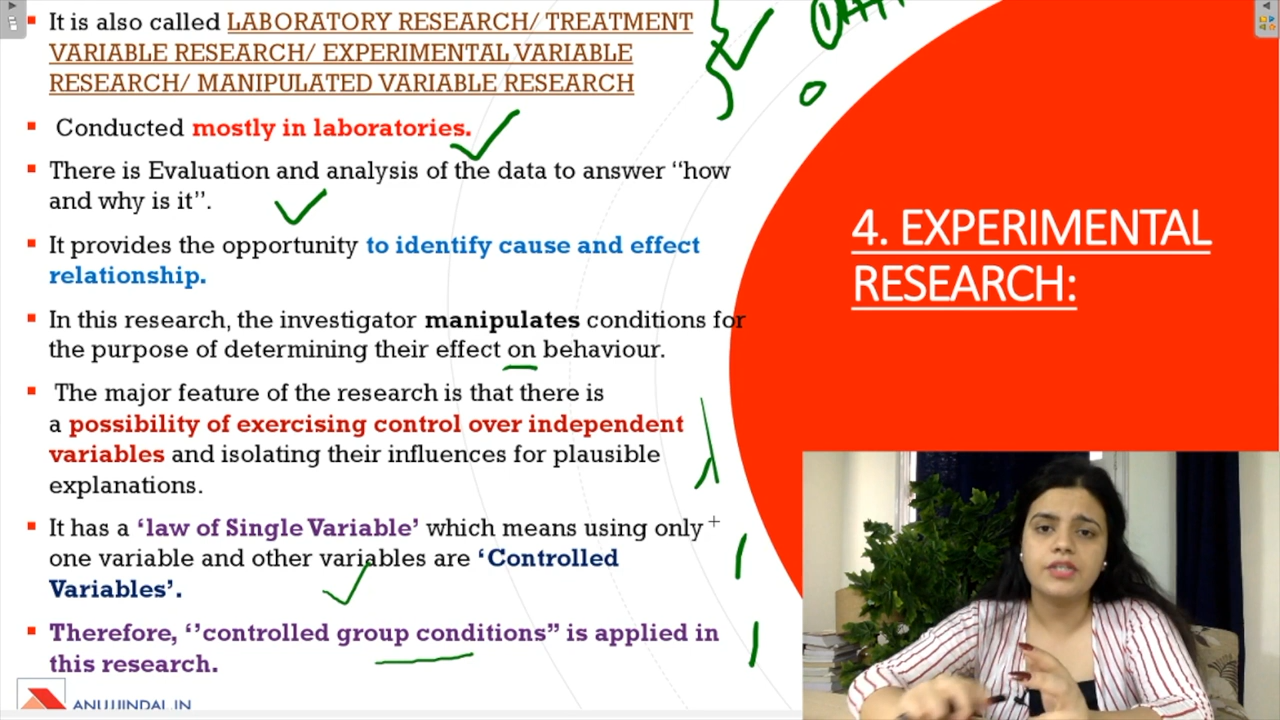 It is also called LABORATORY RESEARCH/ TREATMENT
VARIABLE RESEARCH/ EXPERIMENTAL VARIABLE
RESEARCH/ MANIPULATED VARIABLE RESEARCH
Conducted mostly in laboratories.
There is Evaluation and analysis of the data to answer “how
and why is it”.
It provides the opportunity to identify cause and effect
relationship.
In this research, the investigator manipulates conditions for
the purpose of determining their effect on behaviour.
The major feature of the research is that there is
a possibility of exercising control over independent
variables and isolating their influences for plausible
explanations.
It has a ‘law of Single Variable’ which means using only
one variable and other variables are ‘Controlled
Variables’.
Therefore, ‘’controlled group conditions” is applied in
this research.
ANUJJINDAL.IN
4. EXPERIMENTAL
RESEARCH: